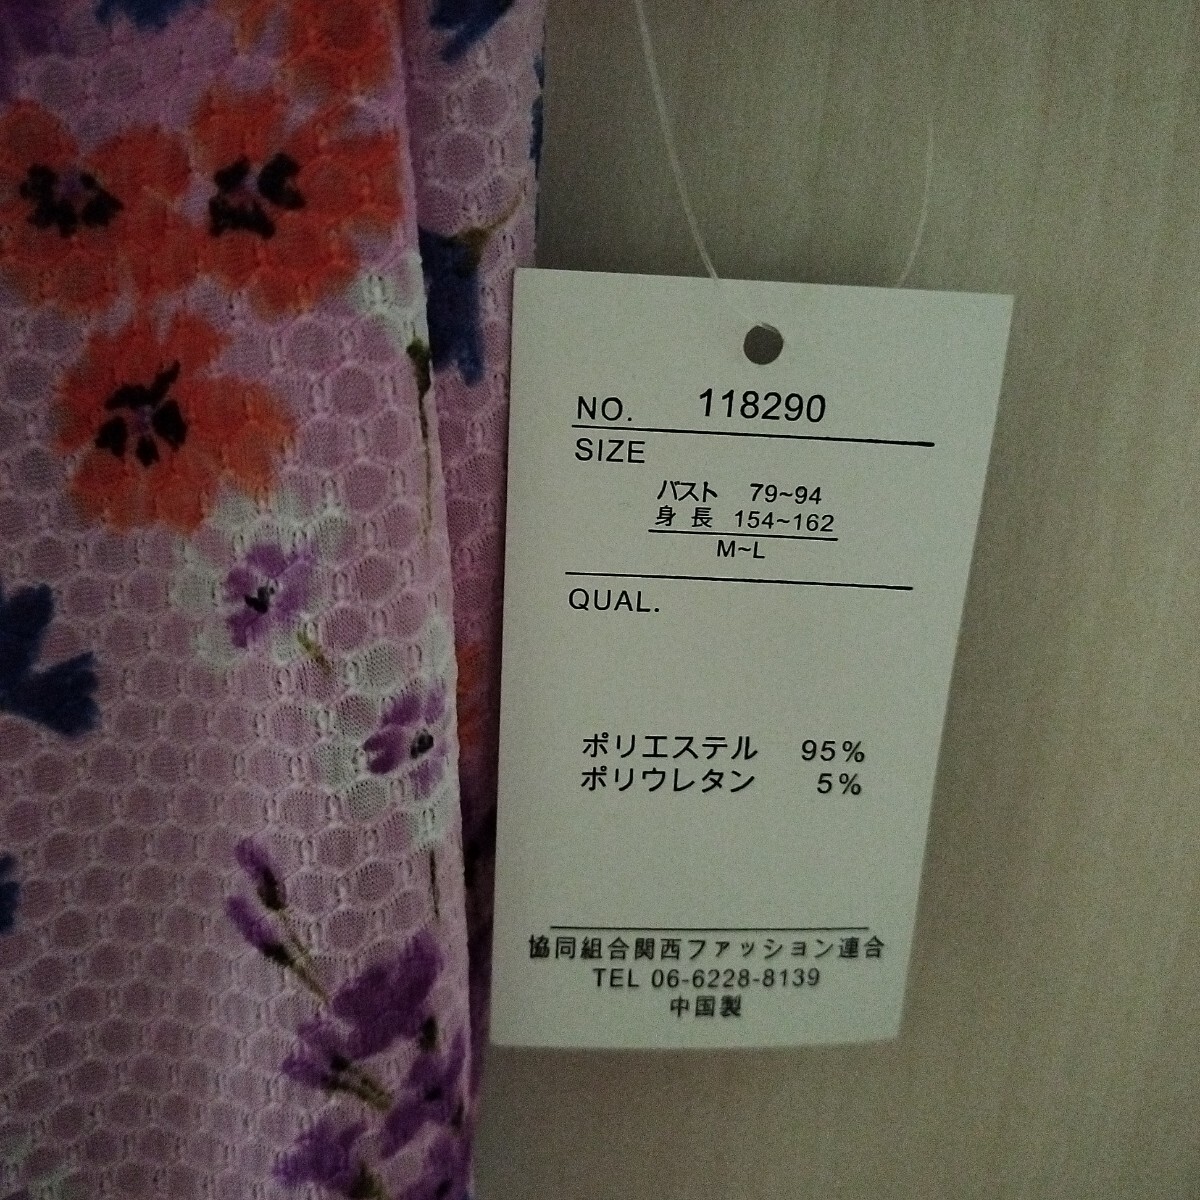 NO. 118290
SIZE
バスト 79~94
身長 154~162
M~L
QUAL.
ポリエステル 95%
ポリウレタン 5%
協同組合関西ファッション連合
TEL 06-6228-8139
中国製